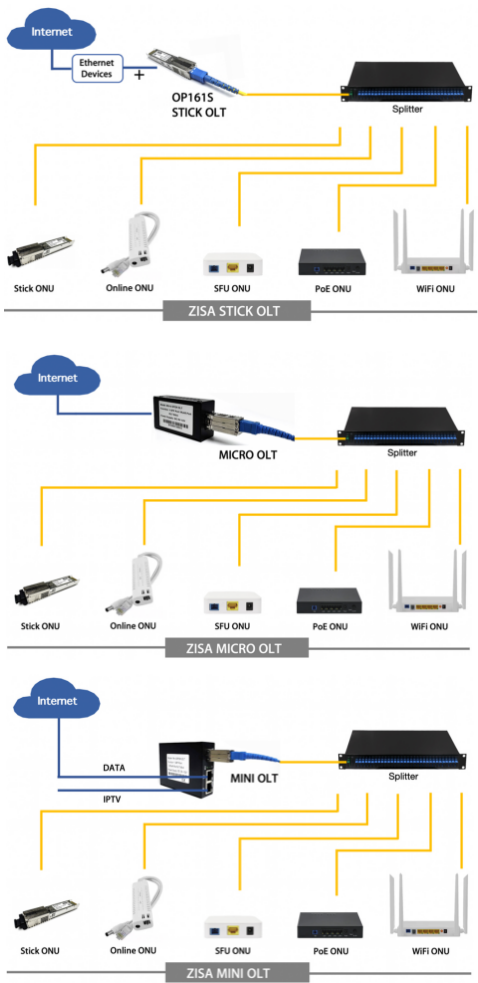 Internet
Ethernet
Devices
+
OP161S
STICK OLT
Splitter
Stick ONU
Online ONU
SFU ONU
PoE ONU
WiFi ONU
ZISA STICK OLT
Internet
MICRO OLT
Splitter
Stick ONU
Online ONU
SFU ONU
PoE ONU
WiFi ONU
ZISA MICRO OLT
Internet
DATA
IPTV
MINI OLT
Splitter
Stick ONU
Online ONU
SFU ONU
PoE ONU
WiFi ONU
ZISA MINI OLT